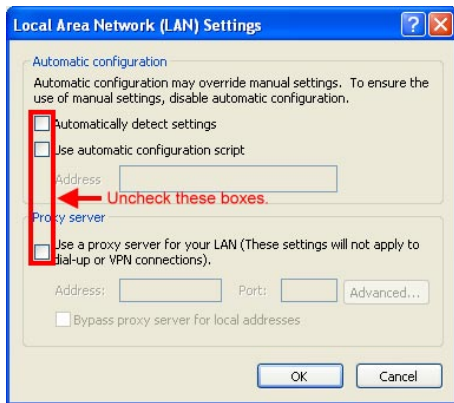 Local Area Network (LAN) Settings
Automatic configuration
Automatic configuration may override manual settings. To ensure the
use of manual settings, disable automatic configuration.
Automatically detect settings
Use automatic configuration script
Address
Uncheck these boxes.
Proxy server
Use a proxy server for your LAN (These settings will not apply to
dial-up or VPN connections).
Address:
Port:
Advanced...
Bypass proxy server for local addresses
OK
Cancel